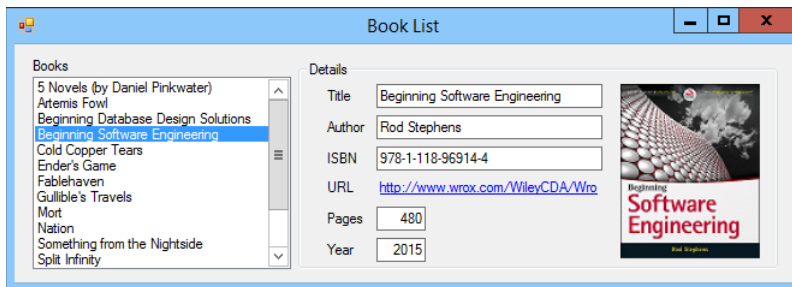 Book List
Books
5 Novels (by Daniel Pinkwater)
Artemis Fowl
Beginning Database Design Solutions
Beginning Software Engineering
Cold Copper Tears
Ender's Game
Fablehaven
Gullible's Travels
Mort
Nation
Something from the Nightside
Split Infinity
Details
Title Beginning Software Engineering
Author Rod Stephens
ISBN 978-1-118-96914-4
URL http://www.wrox.com/WileyCDA/Wro
Pages 480
Year 2015
Beginning
Software
Engineering
Rod Stephens